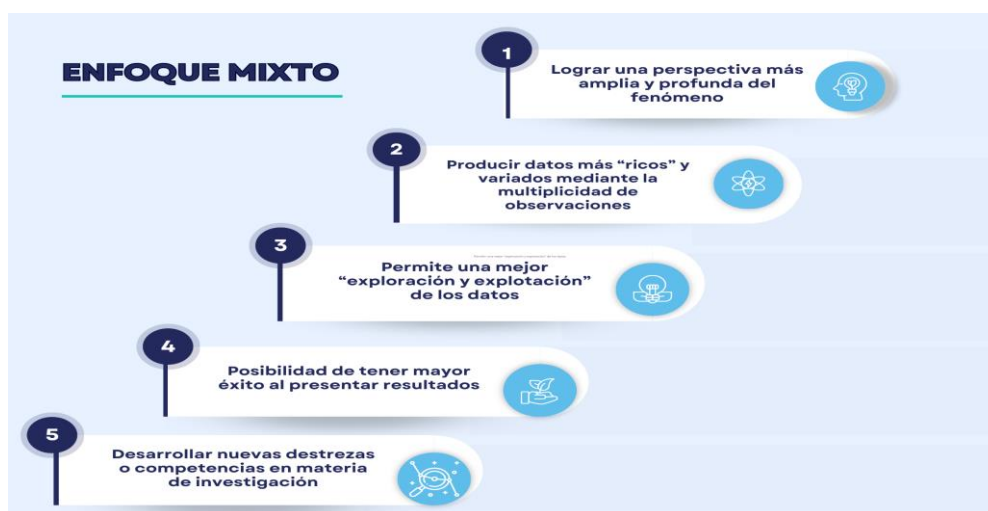 ENFOQUE MIXTO
1
Lograr una perspectiva más
amplia y profunda del
fenómeno
2
Producir datos más “ricos” y
variados mediante la
multiplicidad de
observaciones
3
Permite una mejor
“exploración y explotación”
de los datos
4
Posibilidad de tener mayor
éxito al presentar resultados
5
Desarrollar nuevas destrezas
o competencias en materia
de investigación